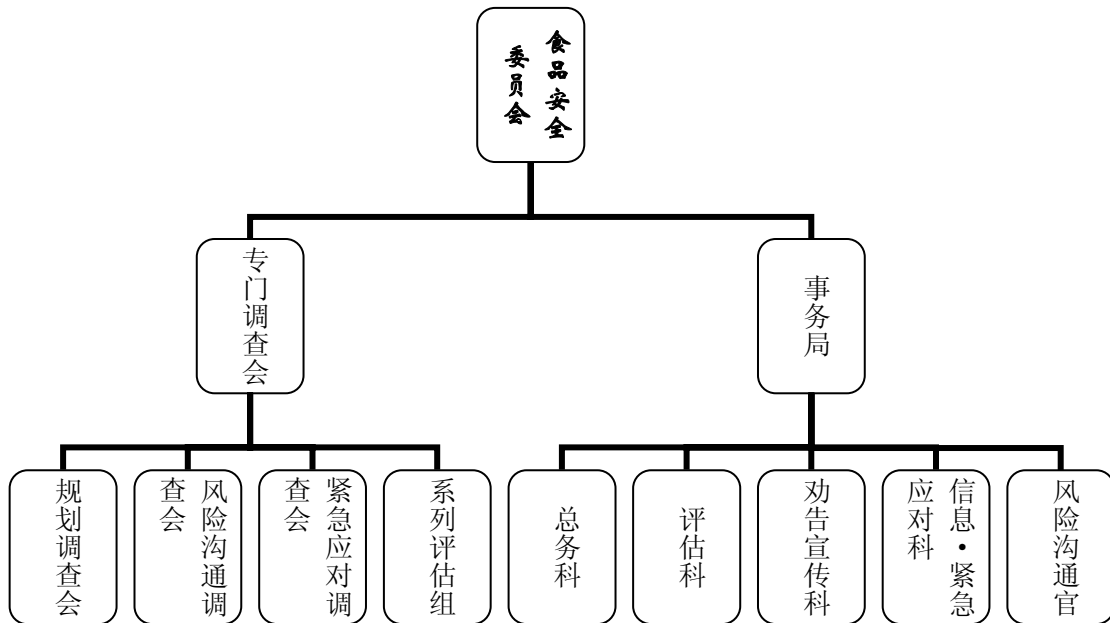 食品安全
委员会
专门调查会
事务局
规划调查会
风险沟通调
查会
紧急应对调
查会
系列评估组
总务科
评估科
劝告宣传科
信息·紧急
应对科
风险沟通官